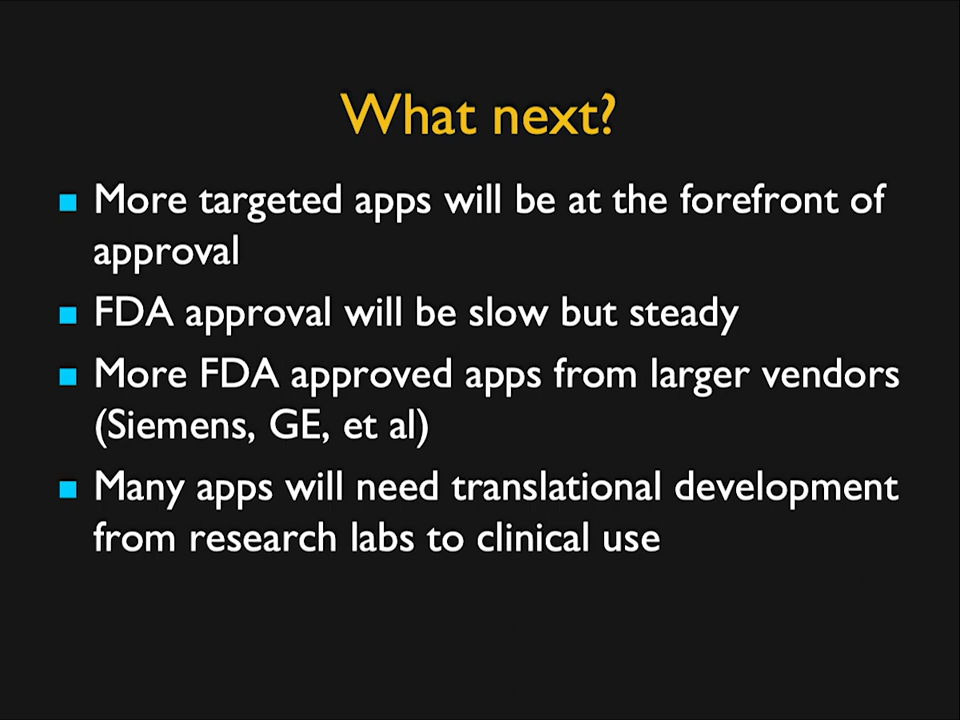 What next?
More targeted apps will be at the forefront of
approval
FDA approval will be slow but steady
More FDA approved apps from larger vendors
(Siemens, GE, et al)
Many apps will need translational development
from research labs to clinical use